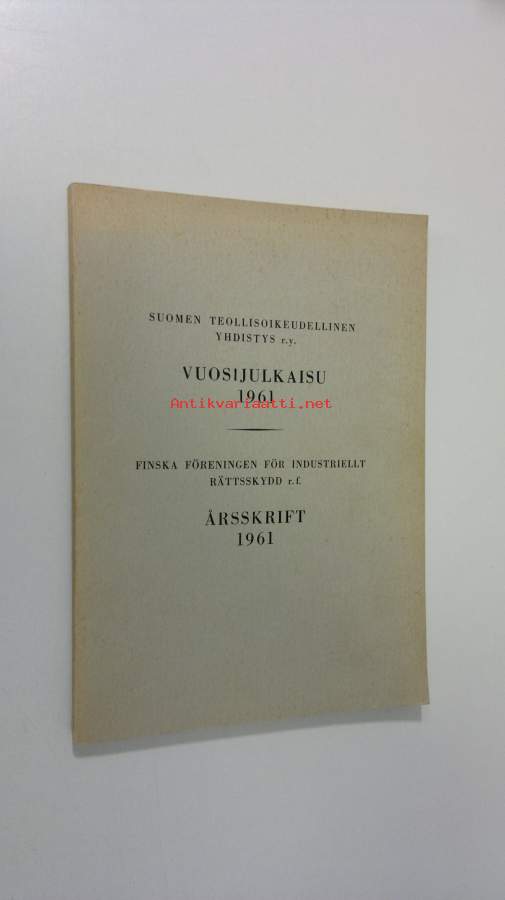 SUOMEN TEOLLISOIKEUDELLINEN
YHDISTYS r.y.
VUOSIJULKAISU
1961
Antikvariaatti.net
FINSKA FÖRENINGEN FÖR INDUSTRIELLT
RÄTTSSKYDD r.f.
ÅRSSKRIFT
1961